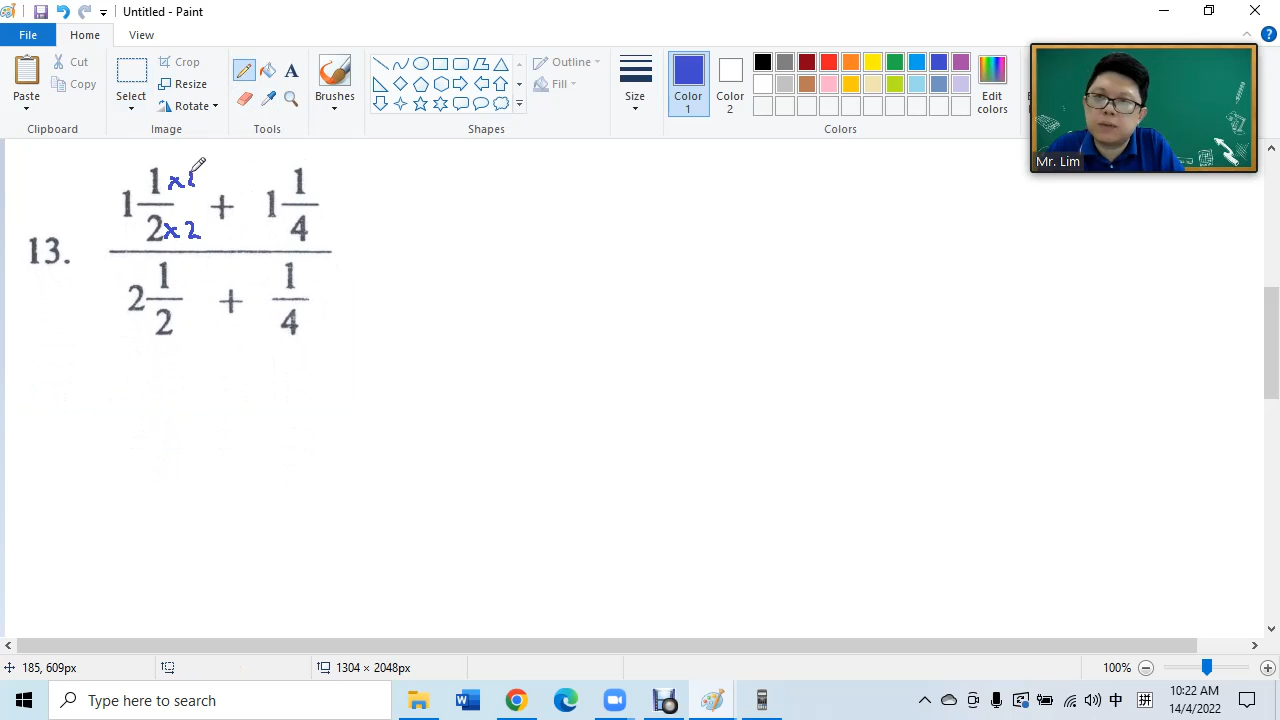 Untitled - Paint
File Home View
Paste Cut Copy
Clipboard
Select Crop Resize Rotate
Image
A
Tools
Brushes
Outline Fill
Shapes
Size
Color 1
Color 2
Edit colors
Colors
Mr. Lim
13. (1 1/2 ×2/×2 + 1 1/4) / (2 1/2 + 1/4)
185, 609px
1304 × 2048px
100%
Type here to search
W
中
拼
10:22 AM
14/4/2022